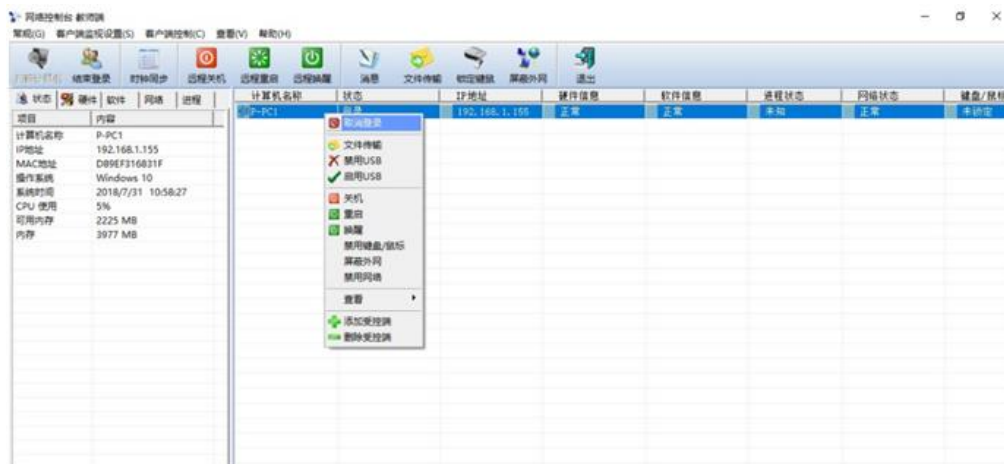 网络控制台 教师端
常规(G) 客户端监视设置(S) 客户端控制(C) 查看(V) 帮助(H)
结束登录 时钟同步 远程关机 远程重启 远程唤醒 消息 文件传输 锁定键鼠 屏蔽外网 退出
状态 硬件 软件 网络 进程
计算机名称 状态 IP地址 硬件信息 软件信息 进程状态 网络状态 键盘/鼠标
P-PC1 登录 192.168.1.155 正常 正常 未知 正常 未锁定
项目 内容
计算机名称 P-PC1
IP地址 192.168.1.155
MAC地址 D89EF316831F
操作系统 Windows 10
系统时间 2018/7/31 10:58:27
CPU 使用 5%
可用内存 2225 MB
内存 3977 MB
取消登录
文件传输
禁用USB
启用USB
关机
重启
唤醒
禁用键盘/鼠标
屏蔽外网
禁用网络
查看
添加受控端
删除受控端